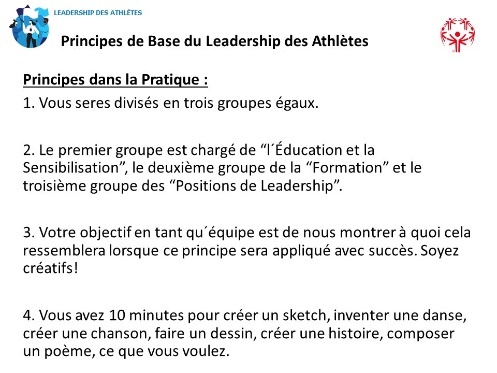 LEADERSHIP DES ATHLÈTES
Principes de Base du Leadership des Athlètes
Principes dans la Pratique :
1. Vous seres divisés en trois groupes égaux.
2. Le premier groupe est chargé de “l´Éducation et la
Sensibilisation”, le deuxième groupe de la “Formation” et le
troisième groupe des “Positions de Leadership”.
3. Votre objectif en tant qu´équipe est de nous montrer à quoi cela
ressemblera lorsque ce principe sera appliqué avec succès. Soyez
créatifs!
4. Vous avez 10 minutes pour créer un sketch, inventer une danse,
créer une chanson, faire un dessin, créer une histoire, composer
un poème, ce que vous voulez.